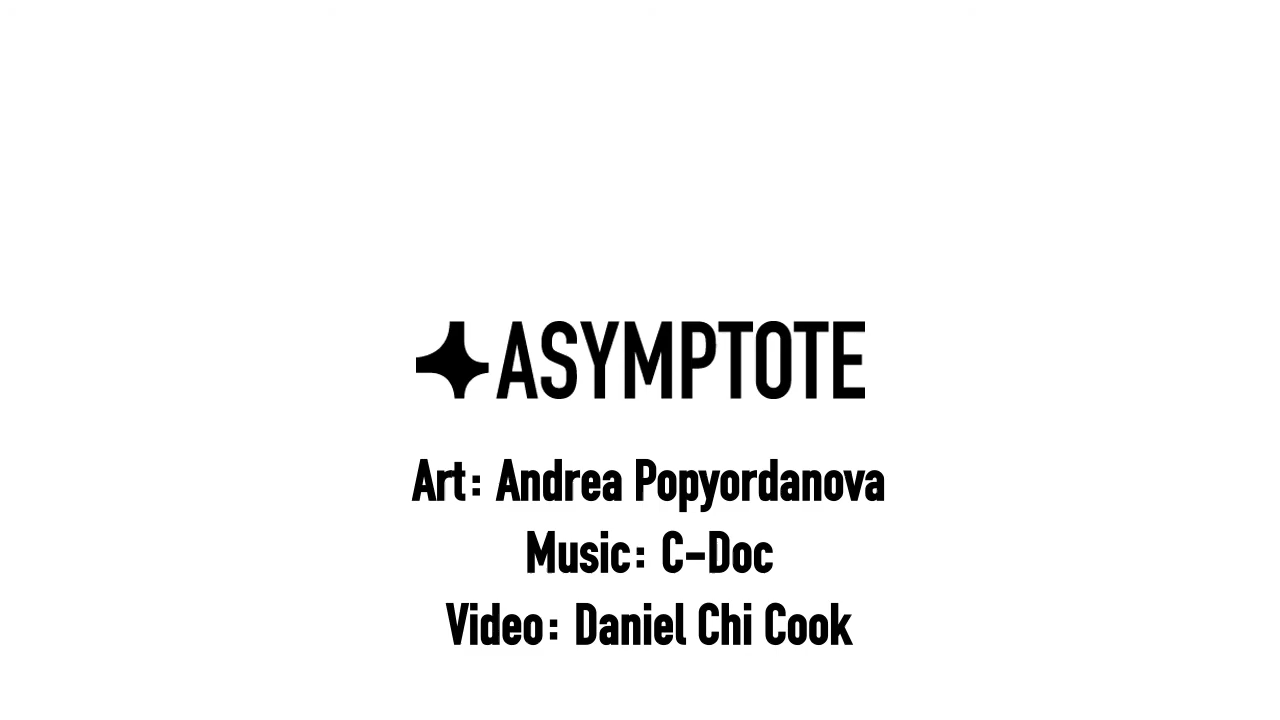 ASYMPTOTE
Art: Andrea Popyordanova
Music: C-Doc
Video: Daniel Chi Cook